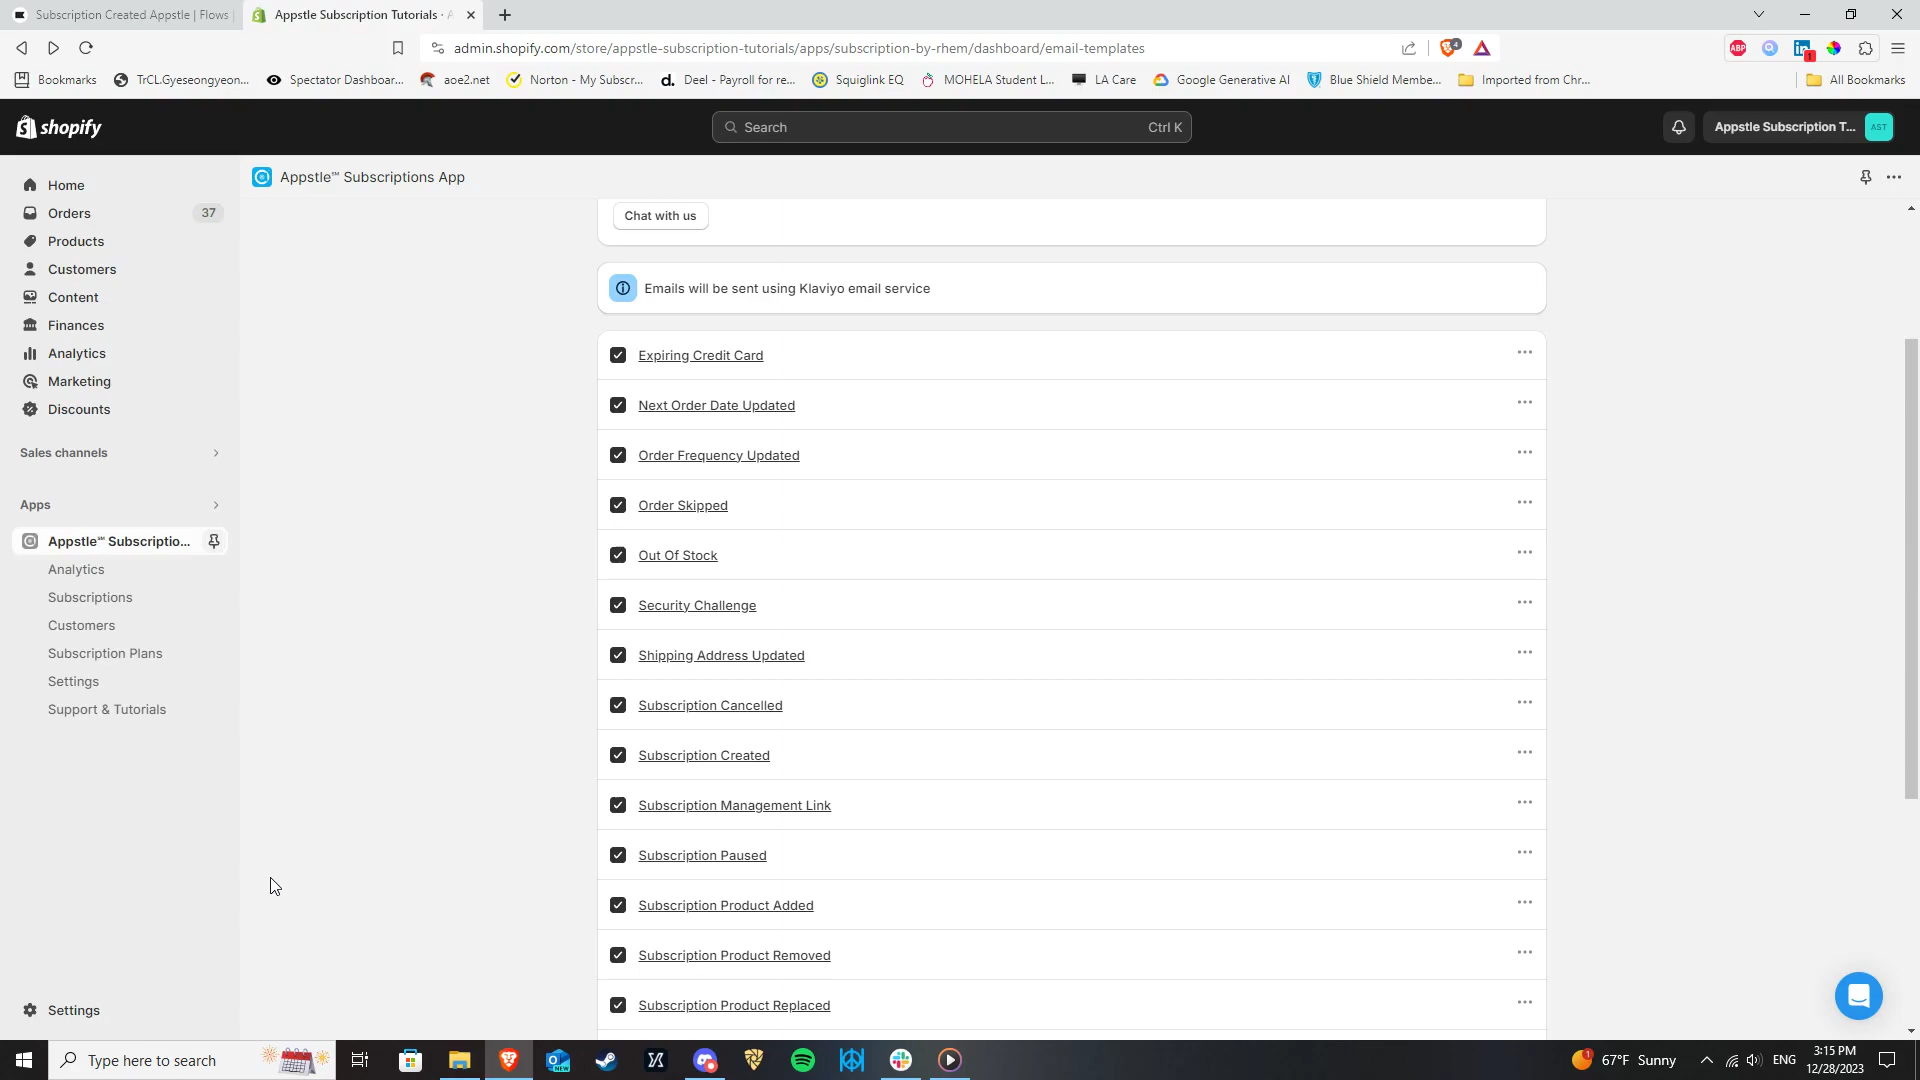 Subscription Created Appstle | Flows
Appstle Subscription Tutorials · A
admin.shopify.com/store/appstle-subscription-tutorials/apps/subscription-by-rhem/dashboard/email-templates
4
ABP
1
Bookmarks
TrCL.Gyeseongyeon...
Spectator Dashboar...
aoe2.net
Norton - My Subscr...
d. Deel - Payroll for re...
Squiglink EQ
MOHELA Student L...
LA Care
Google Generative AI
Blue Shield Membe...
Imported from Chr...
All Bookmarks
shopify
Search
Ctrl K
Appstle Subscription T...
AST
Home
Orders
37
Products
Customers
Content
Finances
Analytics
Marketing
Discounts
Sales channels
Apps
Appstle℠ Subscriptio...
Analytics
Subscriptions
Customers
Subscription Plans
Settings
Support & Tutorials
Settings
Appstle℠ Subscriptions App
Chat with us
Emails will be sent using Klaviyo email service
Expiring Credit Card
Next Order Date Updated
Order Frequency Updated
Order Skipped
Out Of Stock
Security Challenge
Shipping Address Updated
Subscription Cancelled
Subscription Created
Subscription Management Link
Subscription Paused
Subscription Product Added
Subscription Product Removed
Subscription Product Replaced
Type here to search
NEW
1
67°F Sunny
ENG
3:15 PM
12/28/2023